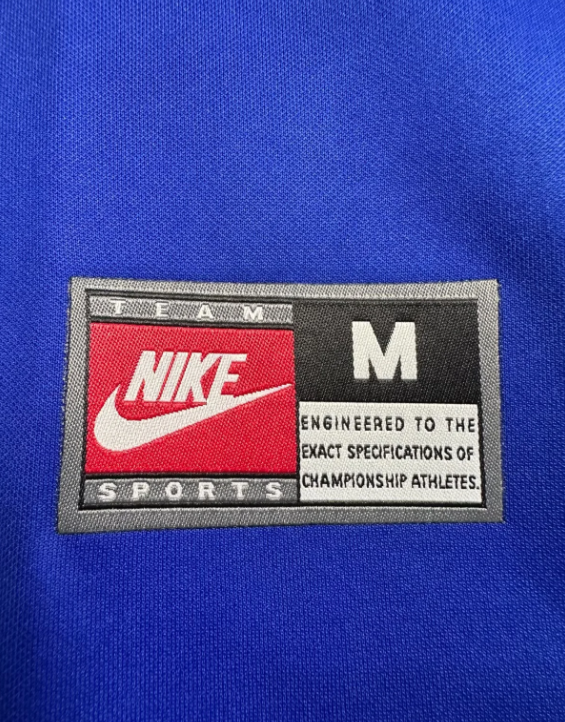 TEAM
NIKE
SPORTS
M
ENGINEERED TO THE
EXACT SPECIFICATIONS OF
CHAMPIONSHIP ATHLETES.